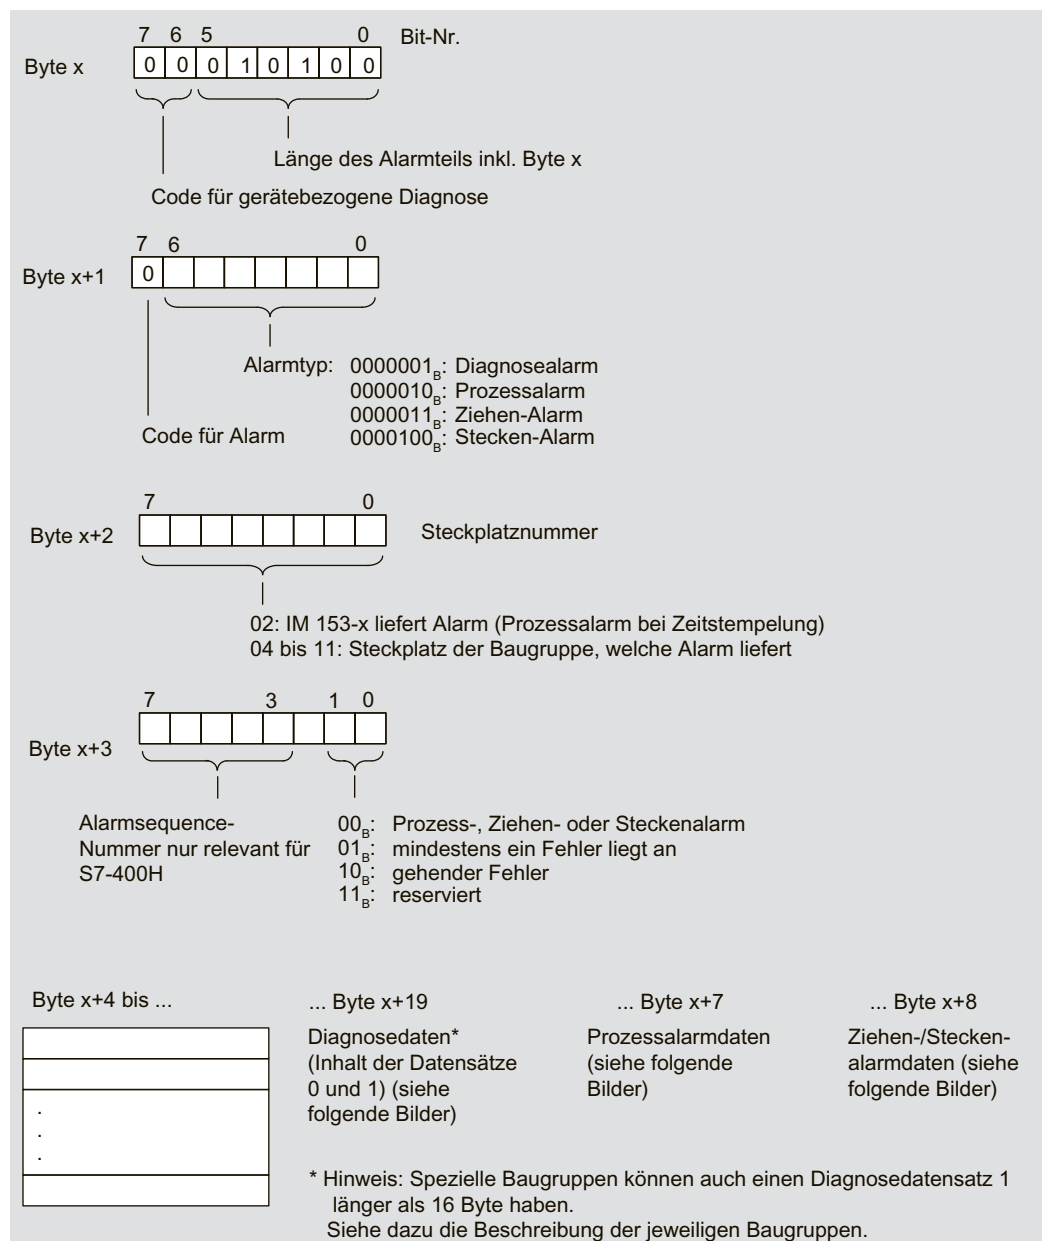 7 6 5 0 Bit-Nr.
Byte x 0 0 0 1 0 1 0 0
Länge des Alarmteils inkl. Byte x
Code für gerätebezogene Diagnose
7 6 0
Byte x+1 0
Alarmtyp: 0000001B: Diagnosealarm
0000010B: Prozessalarm
0000011B: Ziehen-Alarm
Code für Alarm 0000100B: Stecken-Alarm
7 0
Byte x+2 Steckplatznummer
02: IM 153-x liefert Alarm (Prozessalarm bei Zeitstempelung)
04 bis 11: Steckplatz der Baugruppe, welche Alarm liefert
7 3 1 0
Byte x+3
Alarmsequence-
Nummer nur relevant für
S7-400H
00B: Prozess-, Ziehen- oder Steckenalarm
01B: mindestens ein Fehler liegt an
10B: gehender Fehler
11B: reserviert
Byte x+4 bis ...
.
.
.
... Byte x+19
Diagnosedaten*
(Inhalt der Datensätze
0 und 1) (siehe
folgende Bilder)
... Byte x+7
Prozessalarmdaten
(siehe folgende
Bilder)
... Byte x+8
Ziehen-/Stecken-
alarmdaten (siehe
folgende Bilder)
* Hinweis: Spezielle Baugruppen können auch einen Diagnosedatensatz 1
länger als 16 Byte haben.
Siehe dazu die Beschreibung der jeweiligen Baugruppen.